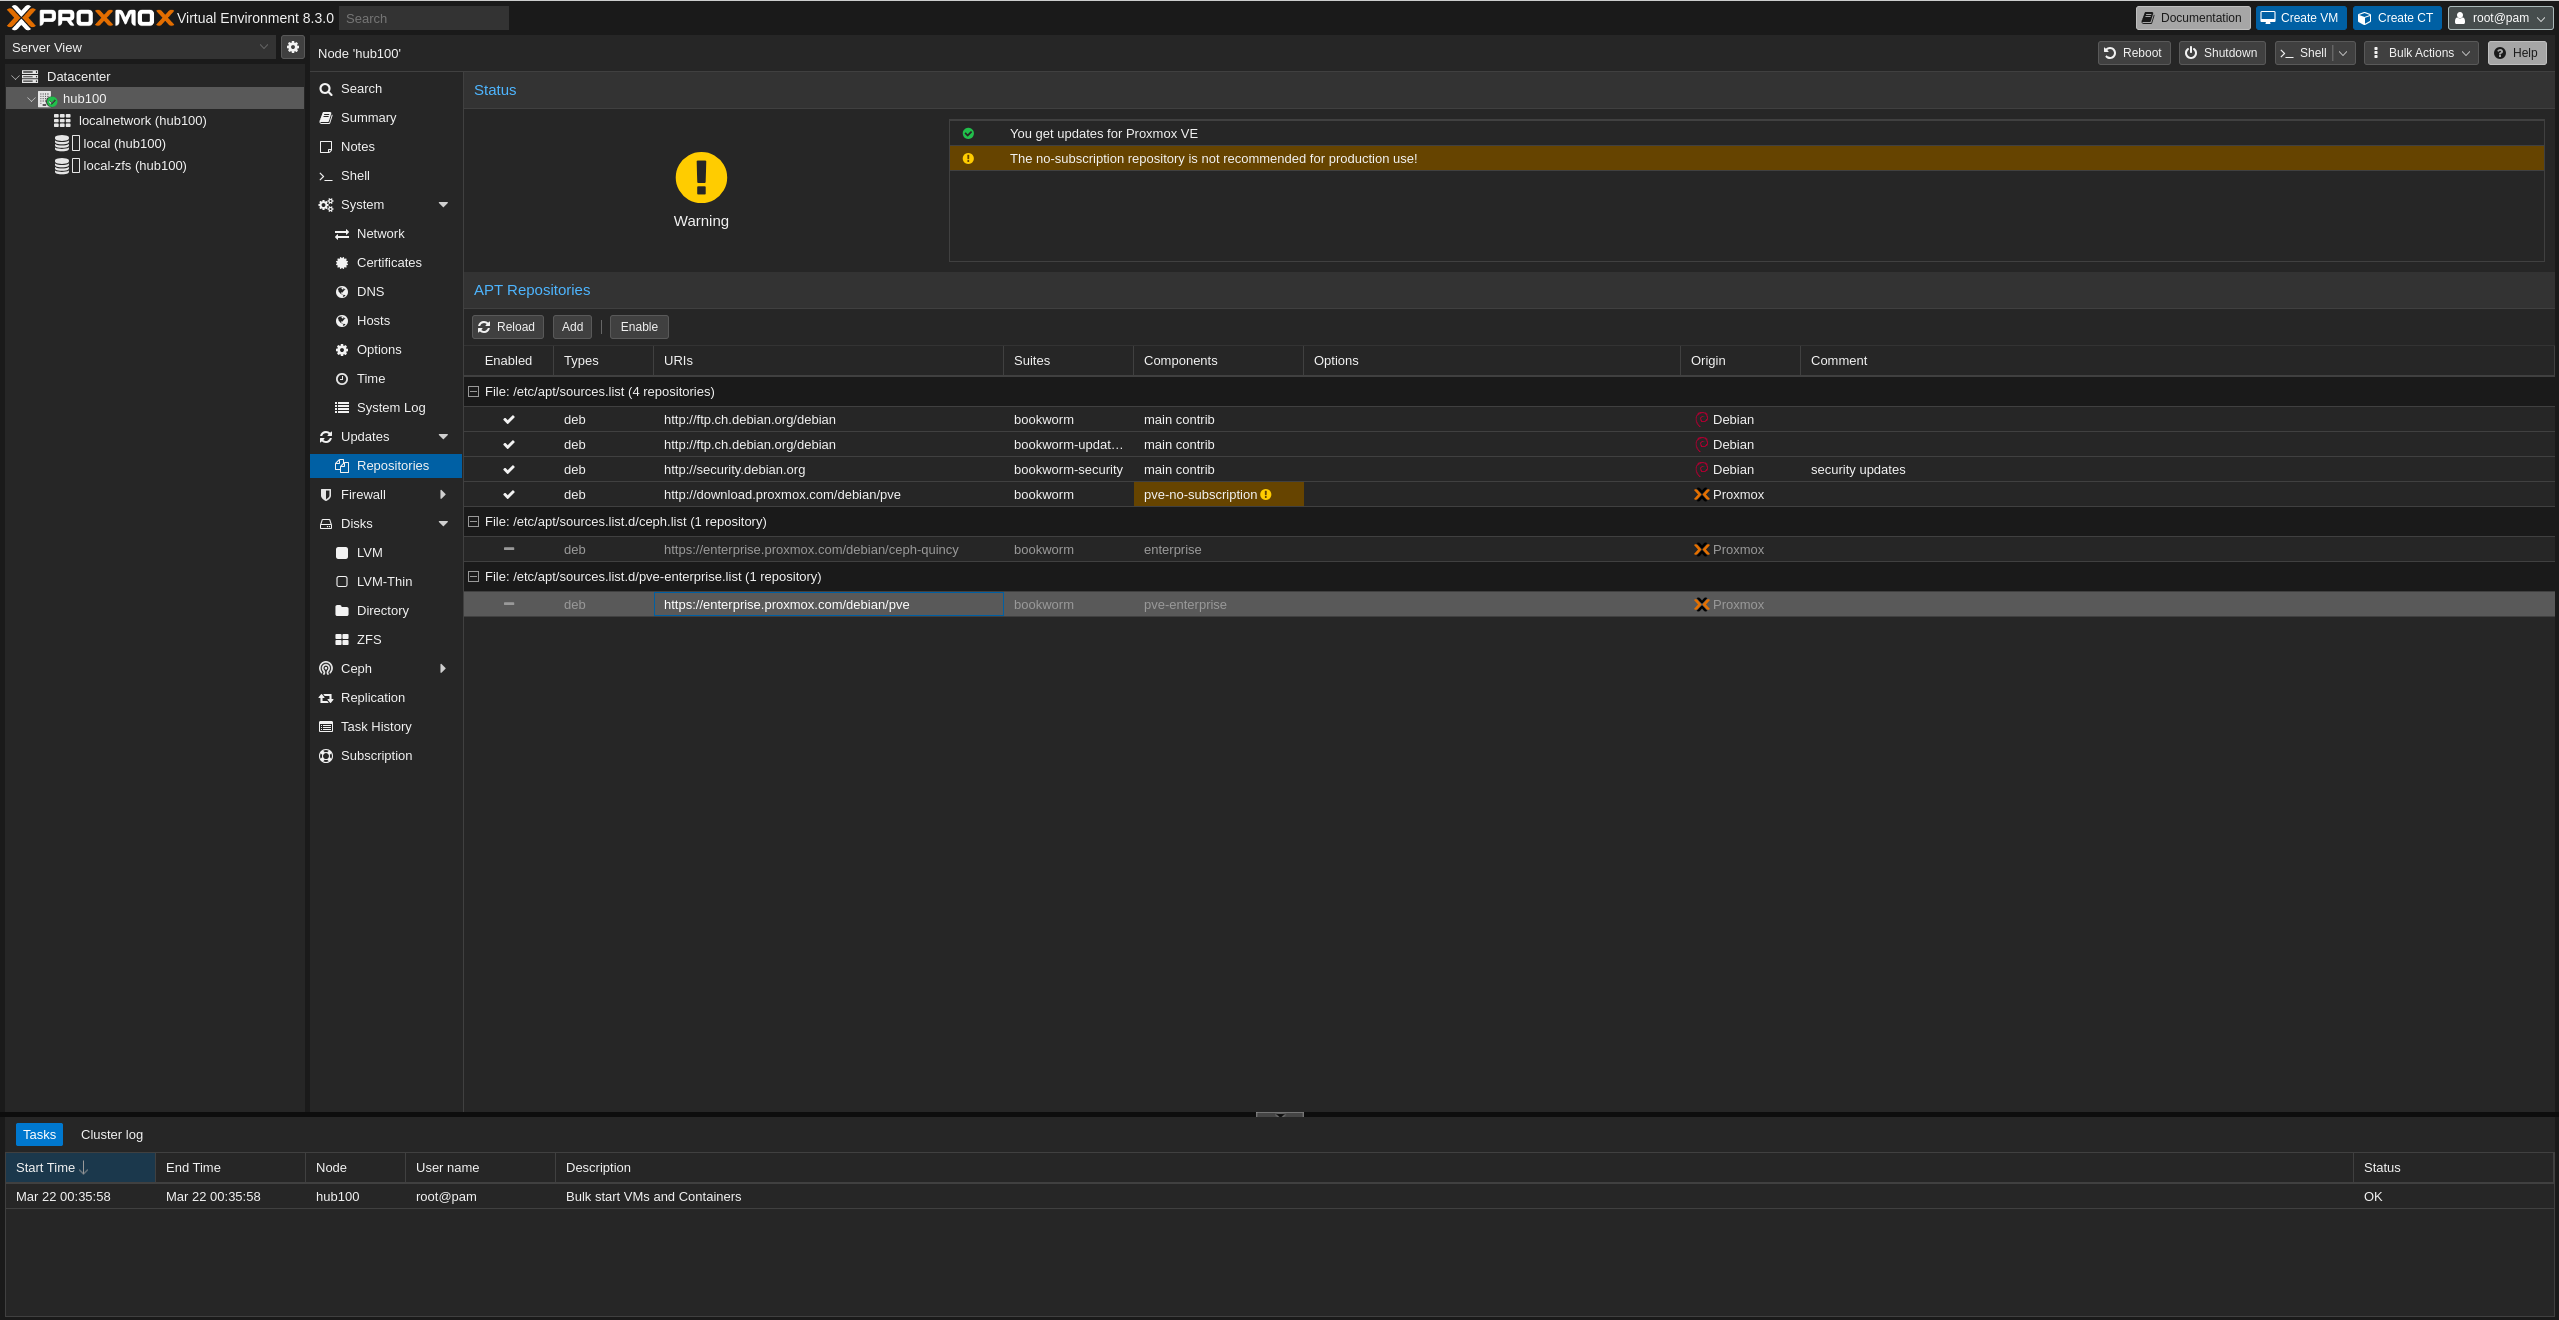 PROXMOX Virtual Environment 8.3.0 Search Documentation Create VM Create CT root@pam
Server View
Node 'hub100' Reboot Shutdown Shell Bulk Actions Help
Datacenter
hub100
localnetwork (hub100)
local (hub100)
local-zfs (hub100)
Search
Summary
Notes
Shell
System
Network
Certificates
DNS
Hosts
Options
Time
System Log
Updates
Repositories
Firewall
Disks
LVM
LVM-Thin
Directory
ZFS
Ceph
Replication
Task History
Subscription
Status
Warning
You get updates for Proxmox VE
The no-subscription repository is not recommended for production use!
APT Repositories
Reload Add Enable
Enabled Types URIs Suites Components Options Origin Comment
File: /etc/apt/sources.list (4 repositories)
deb http://ftp.ch.debian.org/debian bookworm main contrib Debian
deb http://ftp.ch.debian.org/debian bookworm-updat… main contrib Debian
deb http://security.debian.org bookworm-security main contrib Debian security updates
deb http://download.proxmox.com/debian/pve bookworm pve-no-subscription Proxmox
File: /etc/apt/sources.list.d/ceph.list (1 repository)
deb https://enterprise.proxmox.com/debian/ceph-quincy bookworm enterprise Proxmox
File: /etc/apt/sources.list.d/pve-enterprise.list (1 repository)
deb https://enterprise.proxmox.com/debian/pve bookworm pve-enterprise Proxmox
Tasks Cluster log
Start Time End Time Node User name Description Status
Mar 22 00:35:58 Mar 22 00:35:58 hub100 root@pam Bulk start VMs and Containers OK